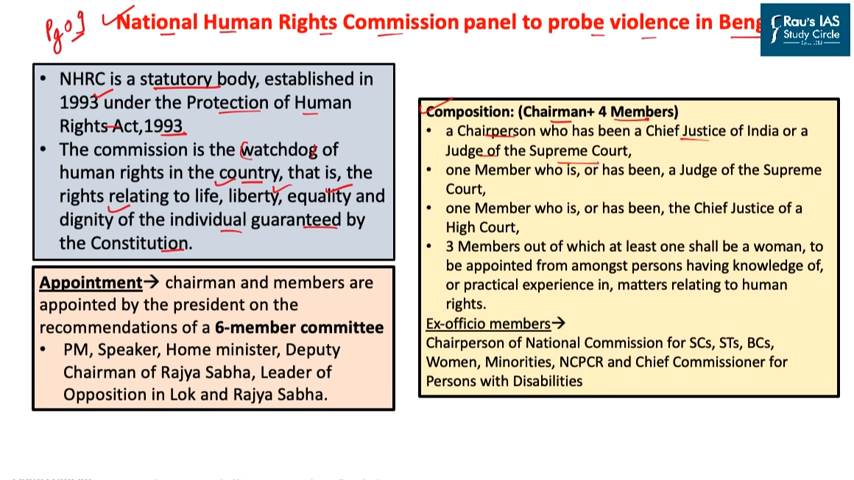 Pg 09
National Human Rights Commission panel to probe violence in Beng
Rau's IAS
Study Circle
• NHRC is a statutory body, established in
1993 under the Protection of Human
Rights Act,1993
• The commission is the watchdog of
human rights in the country, that is, the
rights relating to life, liberty, equality and
dignity of the individual guaranteed by
the Constitution.
Appointment→ chairman and members are
appointed by the president on the
recommendations of a 6-member committee
• PM, Speaker, Home minister, Deputy
Chairman of Rajya Sabha, Leader of
Opposition in Lok and Rajya Sabha.
Composition: (Chairman+ 4 Members)
• a Chairperson who has been a Chief Justice of India or a
Judge of the Supreme Court,
• one Member who is, or has been, a Judge of the Supreme
Court,
• one Member who is, or has been, the Chief Justice of a
High Court,
• 3 Members out of which at least one shall be a woman, to
be appointed from amongst persons having knowledge of,
or practical experience in, matters relating to human
rights.
Ex-officio members→
Chairperson of National Commission for SCs, STs, BCs,
Women, Minorities, NCPCR and Chief Commissioner for
Persons with Disabilities